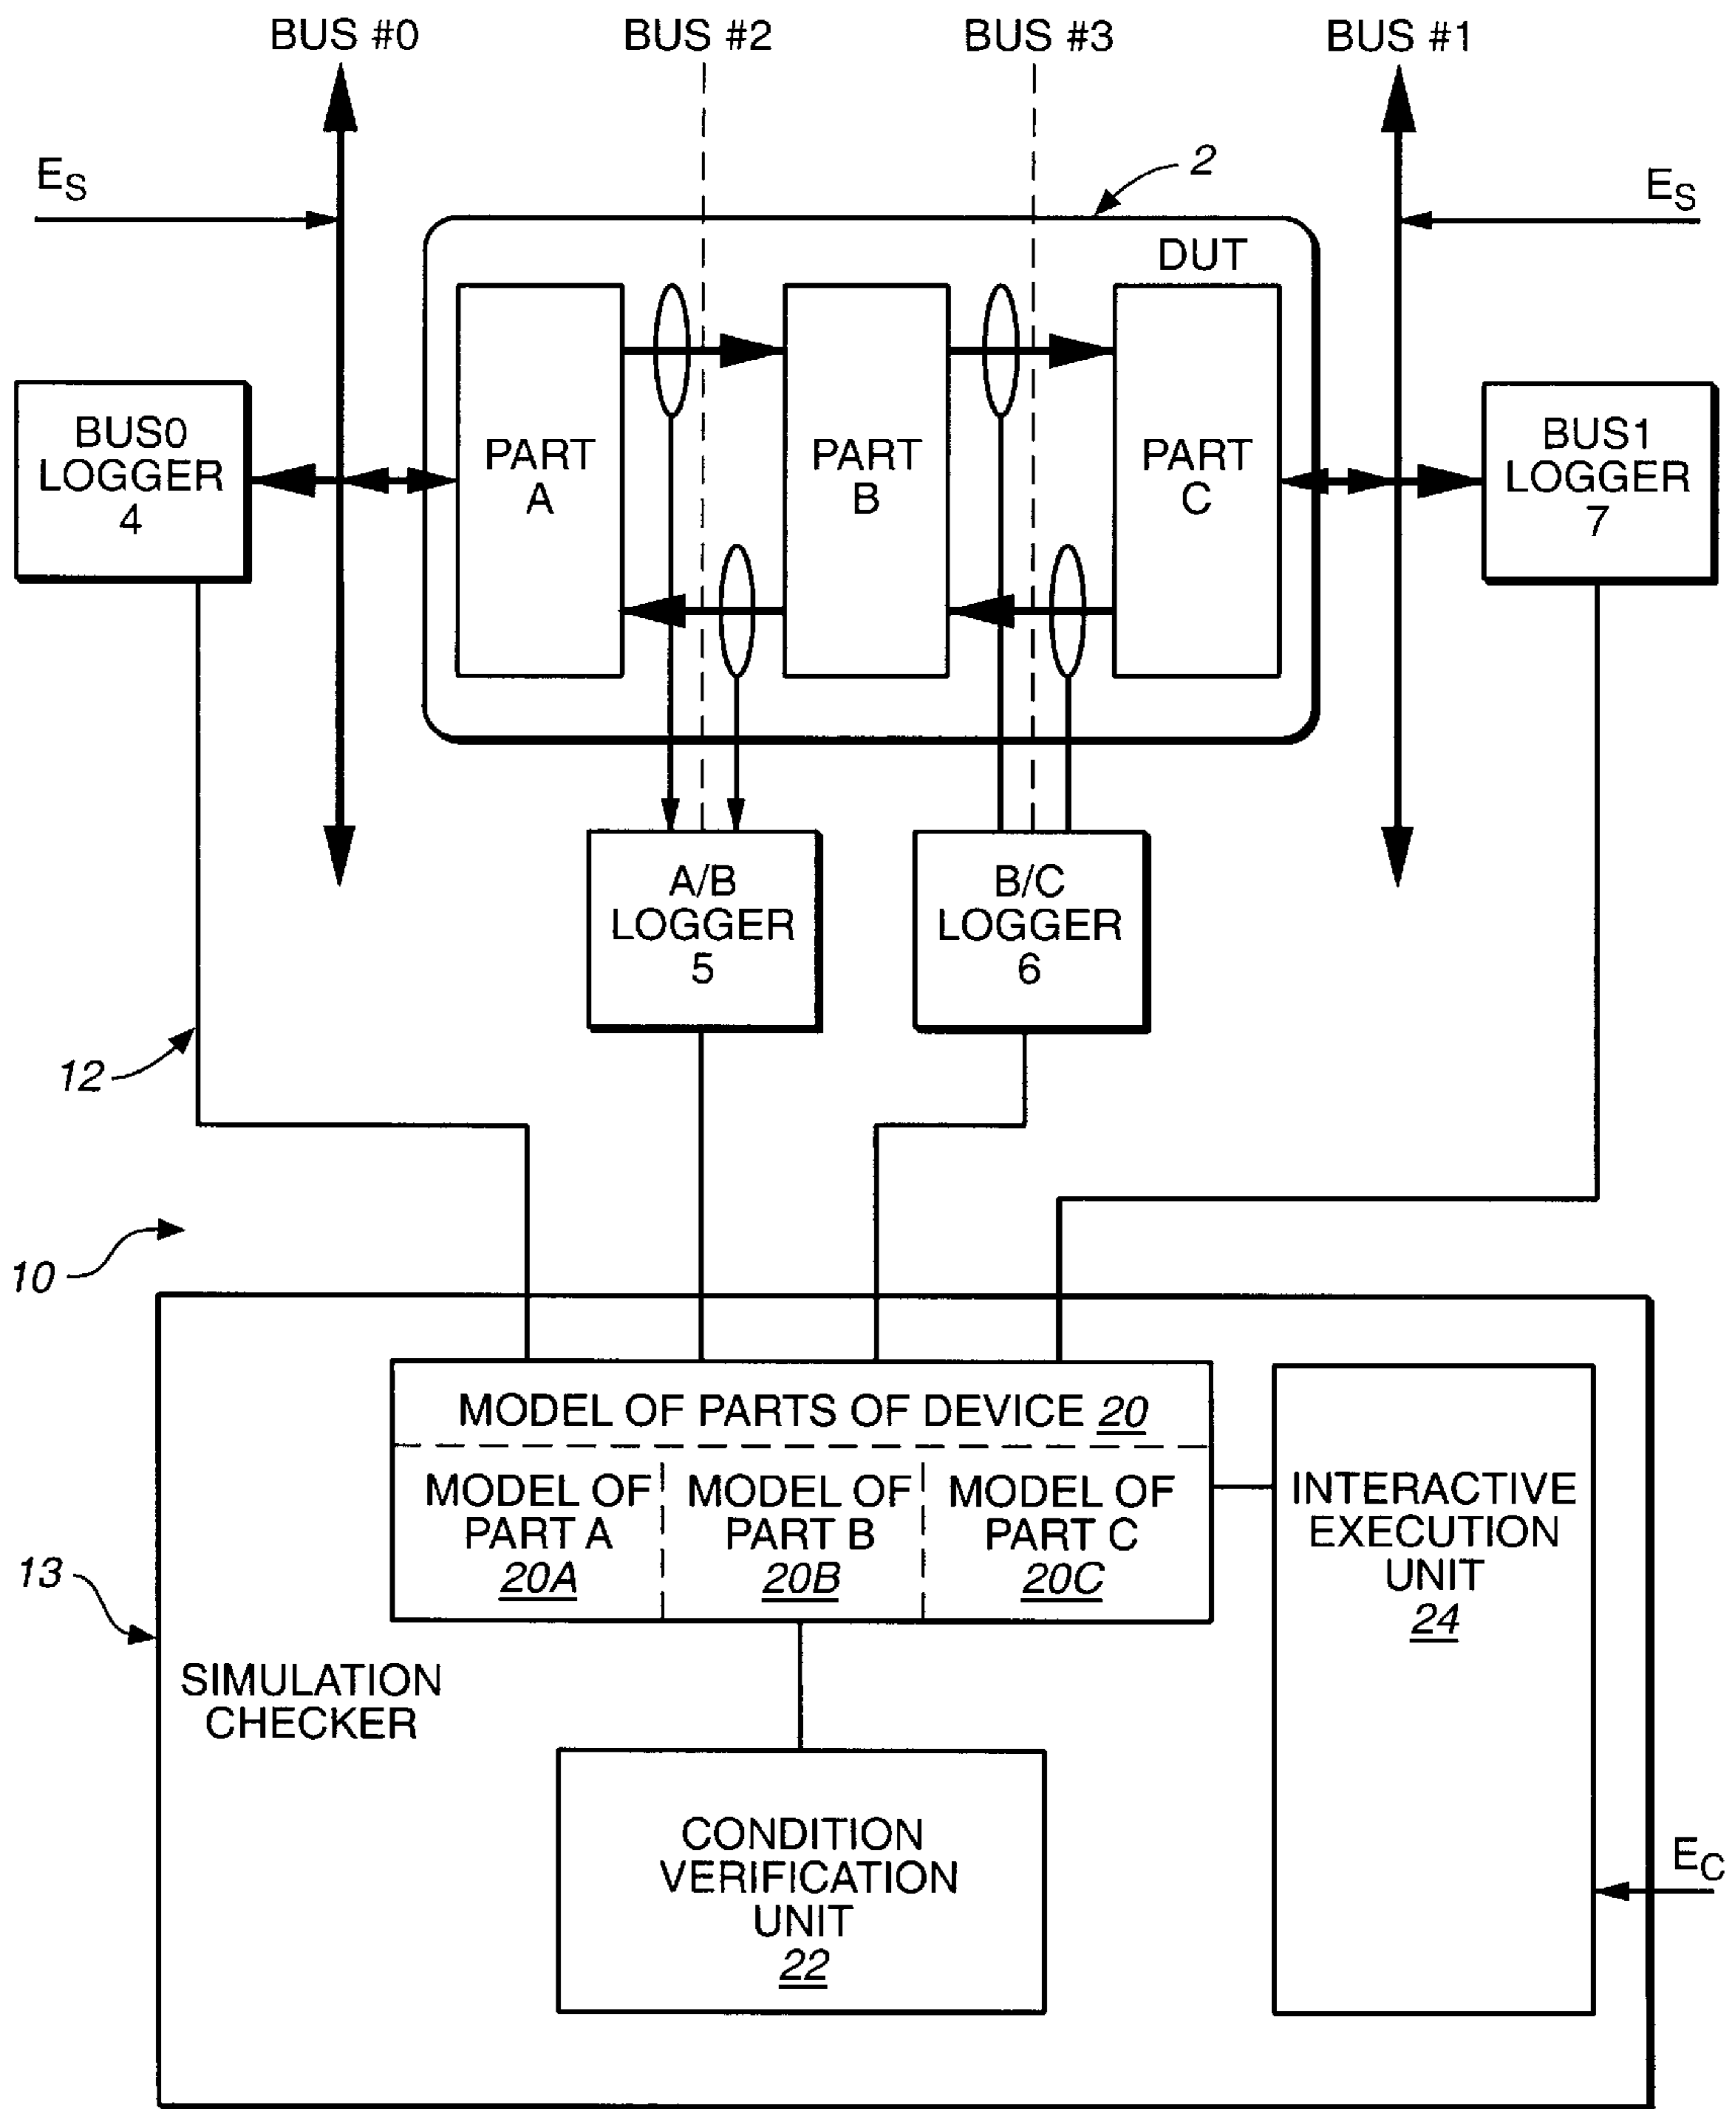 BUS #0
BUS #2
BUS #3
BUS #1
2
ES
ES
DUT
BUS0
LOGGER
4
PART
A
PART
B
PART
C
BUS1
LOGGER
7
A/B
LOGGER
5
B/C
LOGGER
6
12
10
MODEL OF PARTS OF DEVICE 20
MODEL OF
PART A
20A
MODEL OF
PART B
20B
MODEL OF
PART C
20C
INTERACTIVE
EXECUTION
UNIT
24
13
SIMULATION
CHECKER
CONDITION
VERIFICATION
UNIT
22
EC